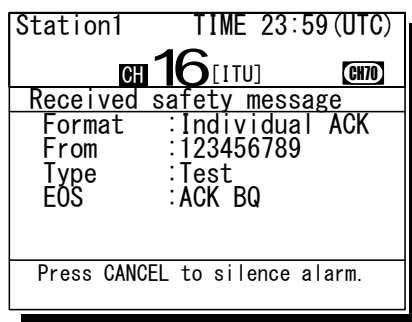 Station1 TIME 23:59(UTC)
CH 16 [ITU] CH70
Received safety message
Format :Individual ACK
From :123456789
Type :Test
EOS :ACK BQ
Press CANCEL to silence alarm.